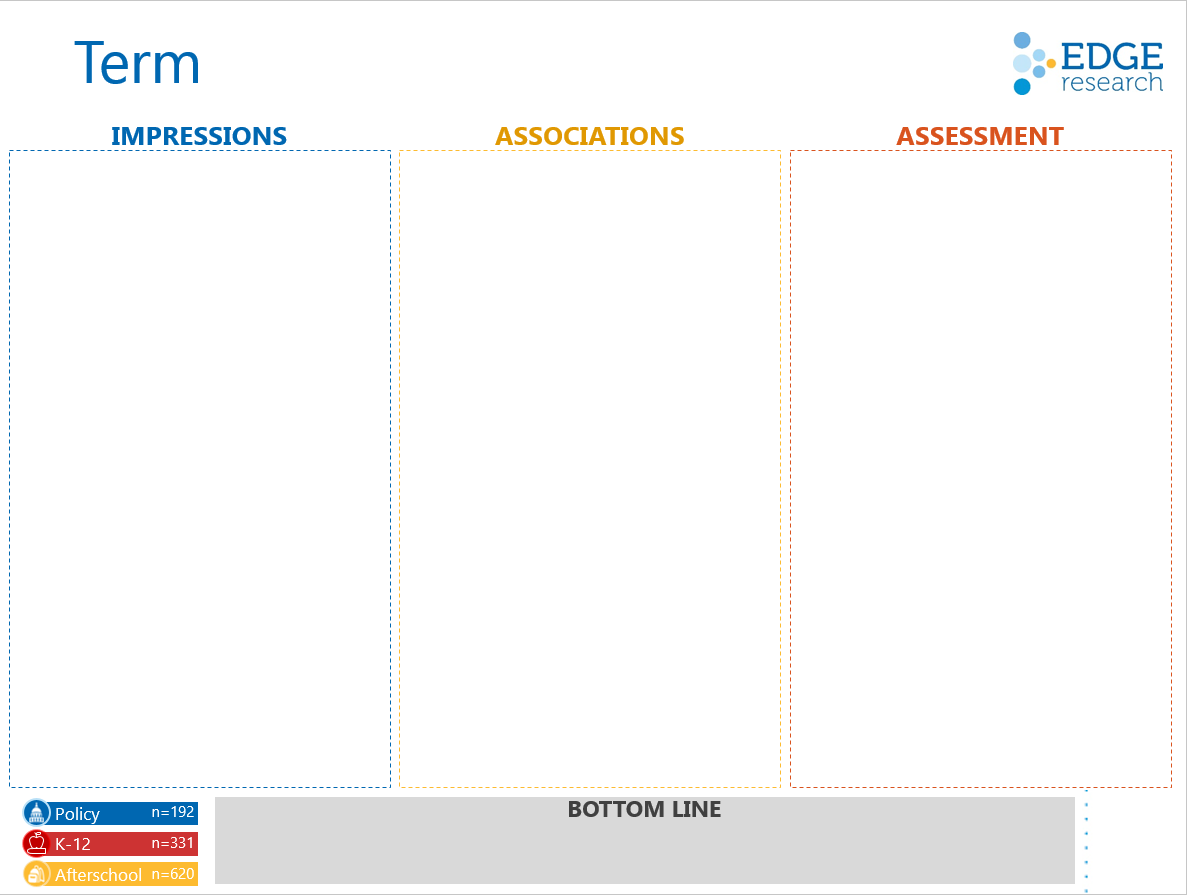 Term
EDGE
research
IMPRESSIONS
ASSOCIATIONS
ASSESSMENT
Policy n=192
K-12 n=331
Afterschool n=620
BOTTOM LINE